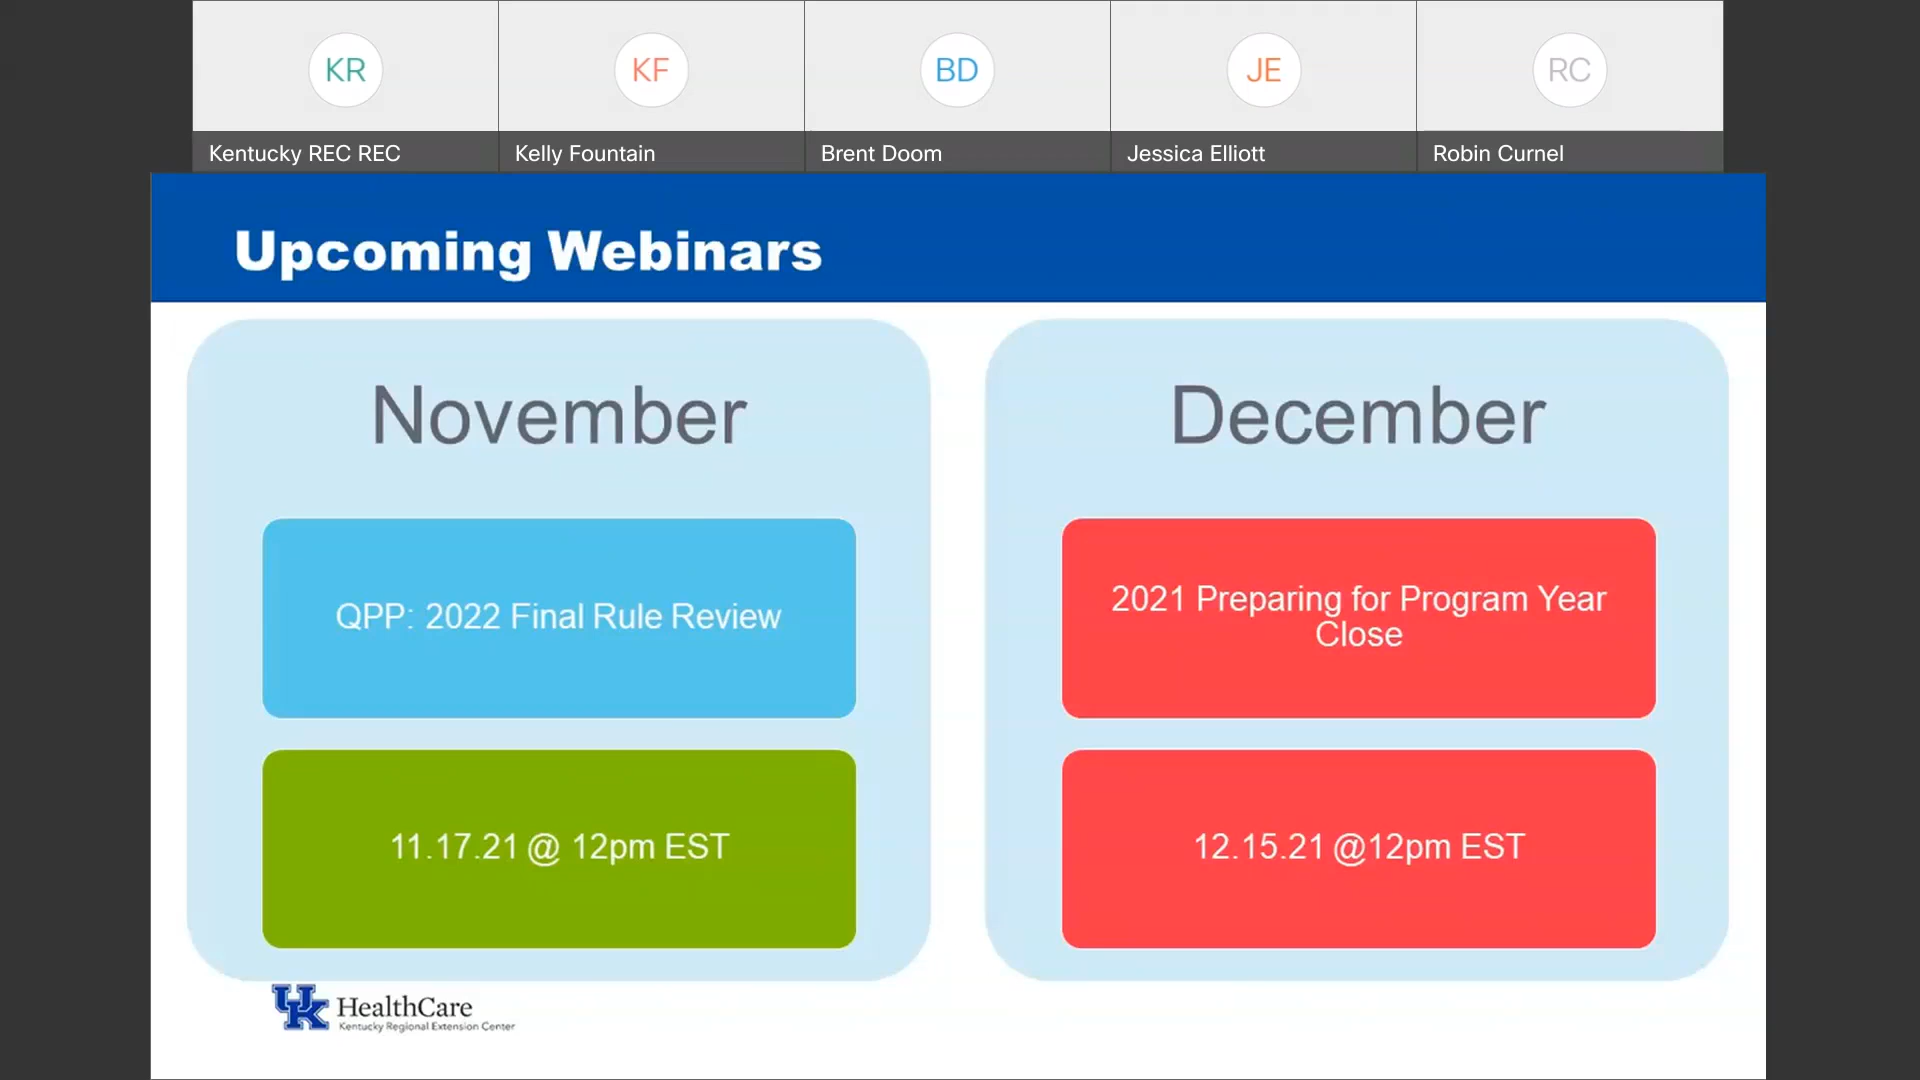 KR
KF
BD
JE
RC
Kentucky REC REC
Kelly Fountain
Brent Doom
Jessica Elliott
Robin Curnel
Upcoming Webinars
November
QPP: 2022 Final Rule Review
11.17.21 @ 12pm EST
December
2021 Preparing for Program Year
Close
12.15.21 @12pm EST
UK HealthCare
Kentucky Regional Extension Center